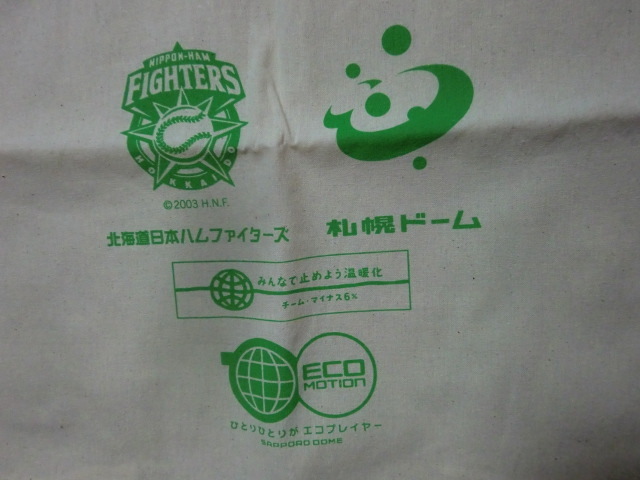 NIPPON-HAM
FIGHTERS
HOKKAIDO
©2003 H.N.F.
北海道日本ハムファイターズ
札幌ドーム
みんなで止めよう温暖化
チーム・マイナス6%
ECO
MOTION
ひとりひとりが エコプレイヤー
SAPPORO DOME